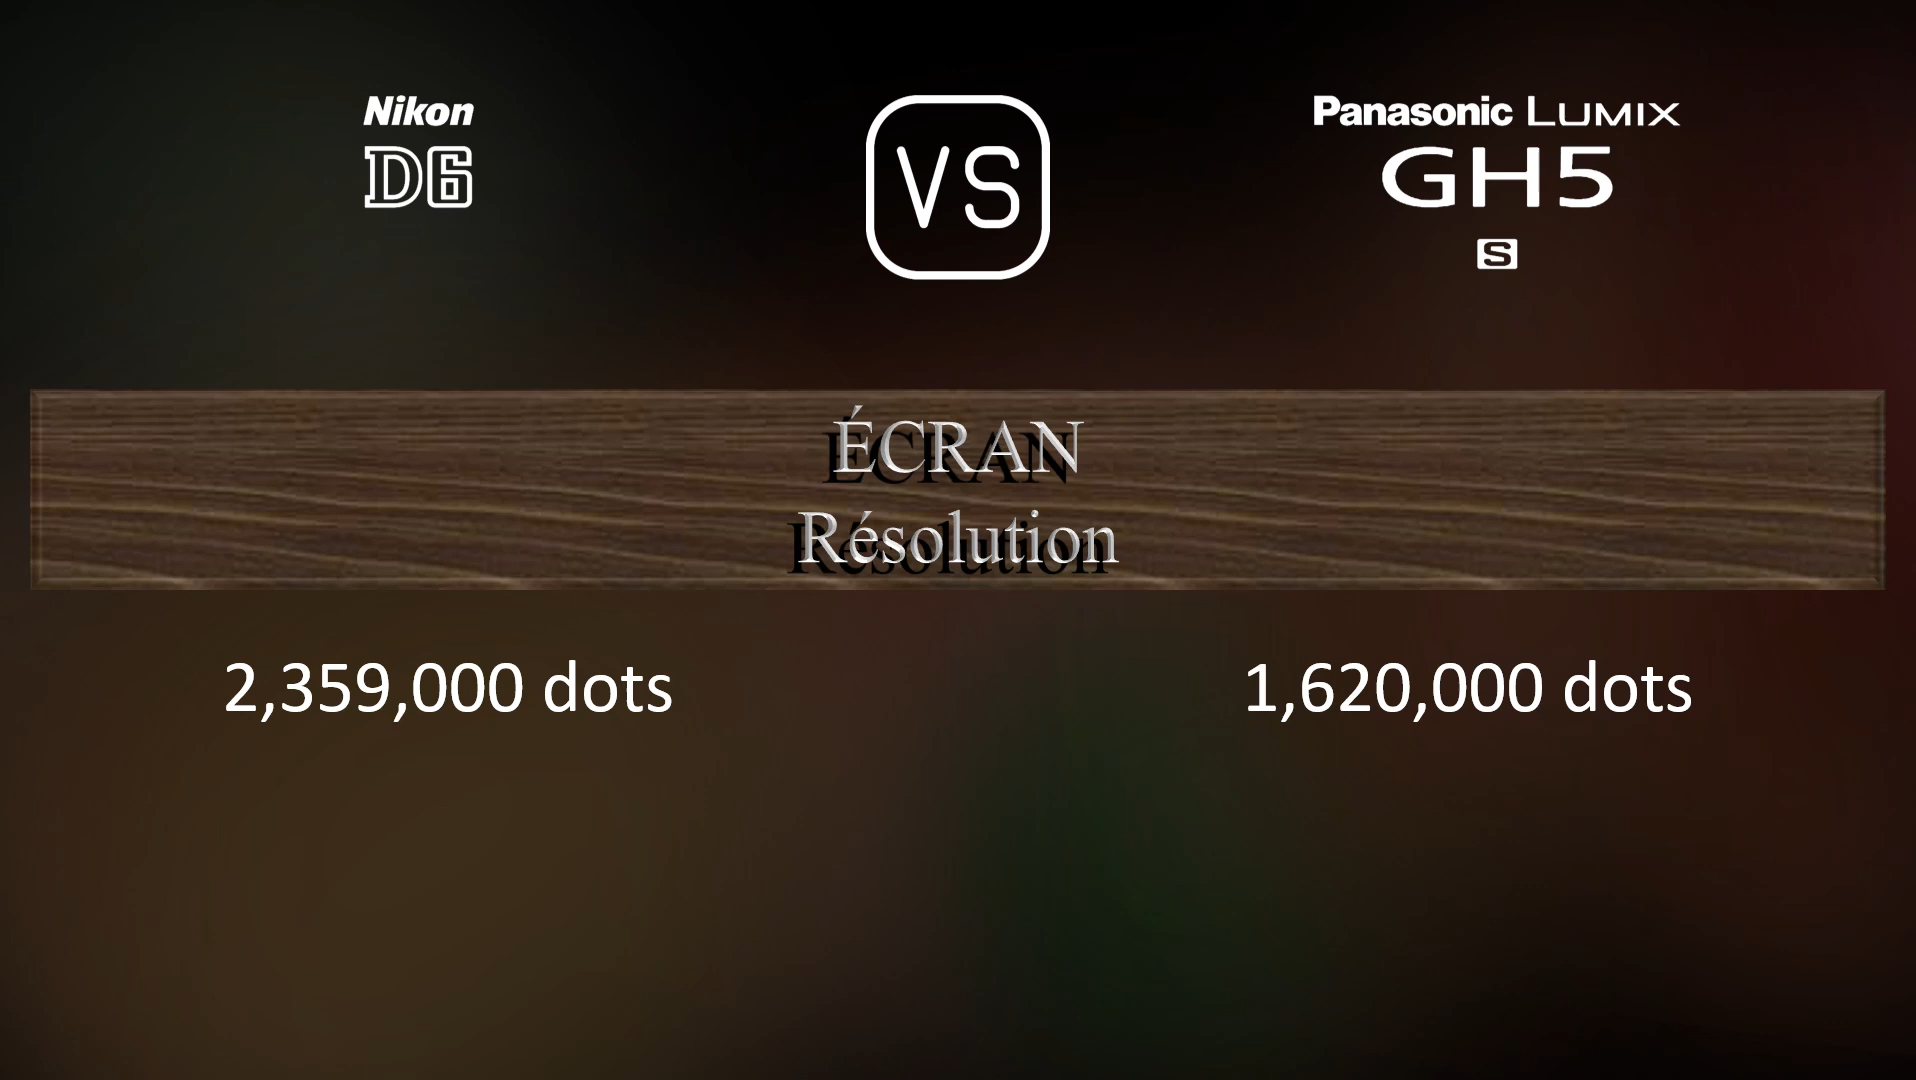 Nikon
D6
VS
Panasonic LUMIX
GH5
S
ÉCRAN
Résolution
2,359,000 dots
1,620,000 dots